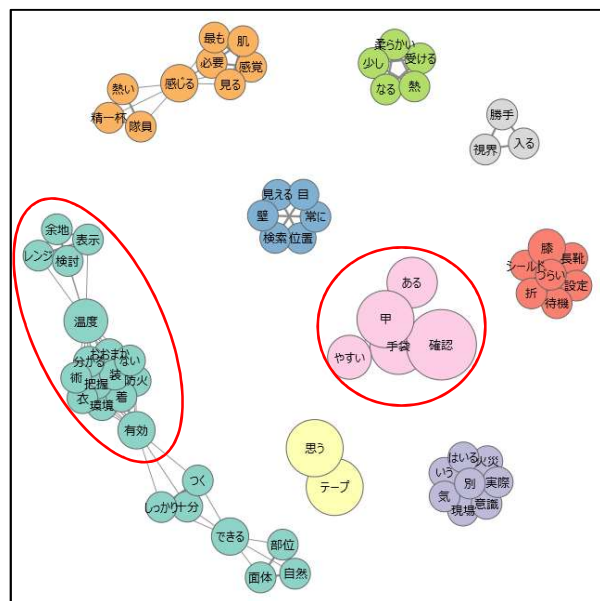 最も
肌
必要
感覚
感じる
見る
熱い
精一杯
隊員
柔らかい
受ける
少し
なる
熱
勝手
視界
入る
見える
目
壁
常に
検索
位置
余地
表示
レンジ
検討
温度
おおまか
分かる
ない
術
装
把握
防火
衣
環境
着
有効
つく
しっかり
十分
できる
部位
面体
自然
ある
甲
手袋
確認
やすい
膝
長靴
シールド
つらい
設定
折
待機
思う
テープ
はいる
火災
いう
別
実際
気
意識
現場